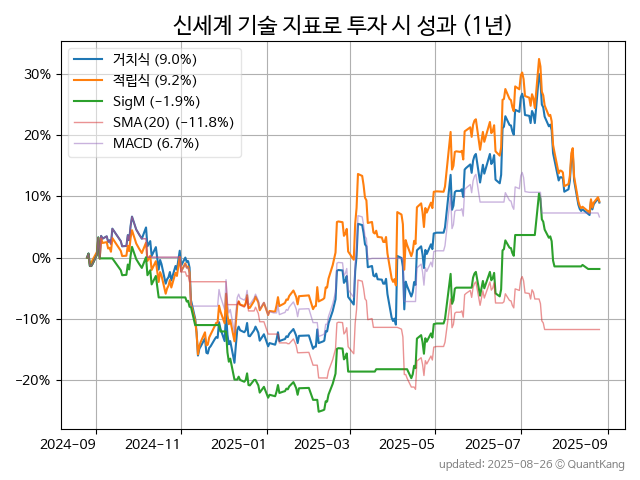 신세계 기술 지표로 투자 시 성과 (1년)
거치식 (9.0%)
적립식 (9.2%)
SigM (−1.9%)
SMA(20) (−11.8%)
MACD (6.7%)
30%
20%
10%
0%
−10%
−20%
2024-09 2024-11 2025-01 2025-03 2025-05 2025-07 2025-09
updated: 2025-08-26 ⓒ QuantKang